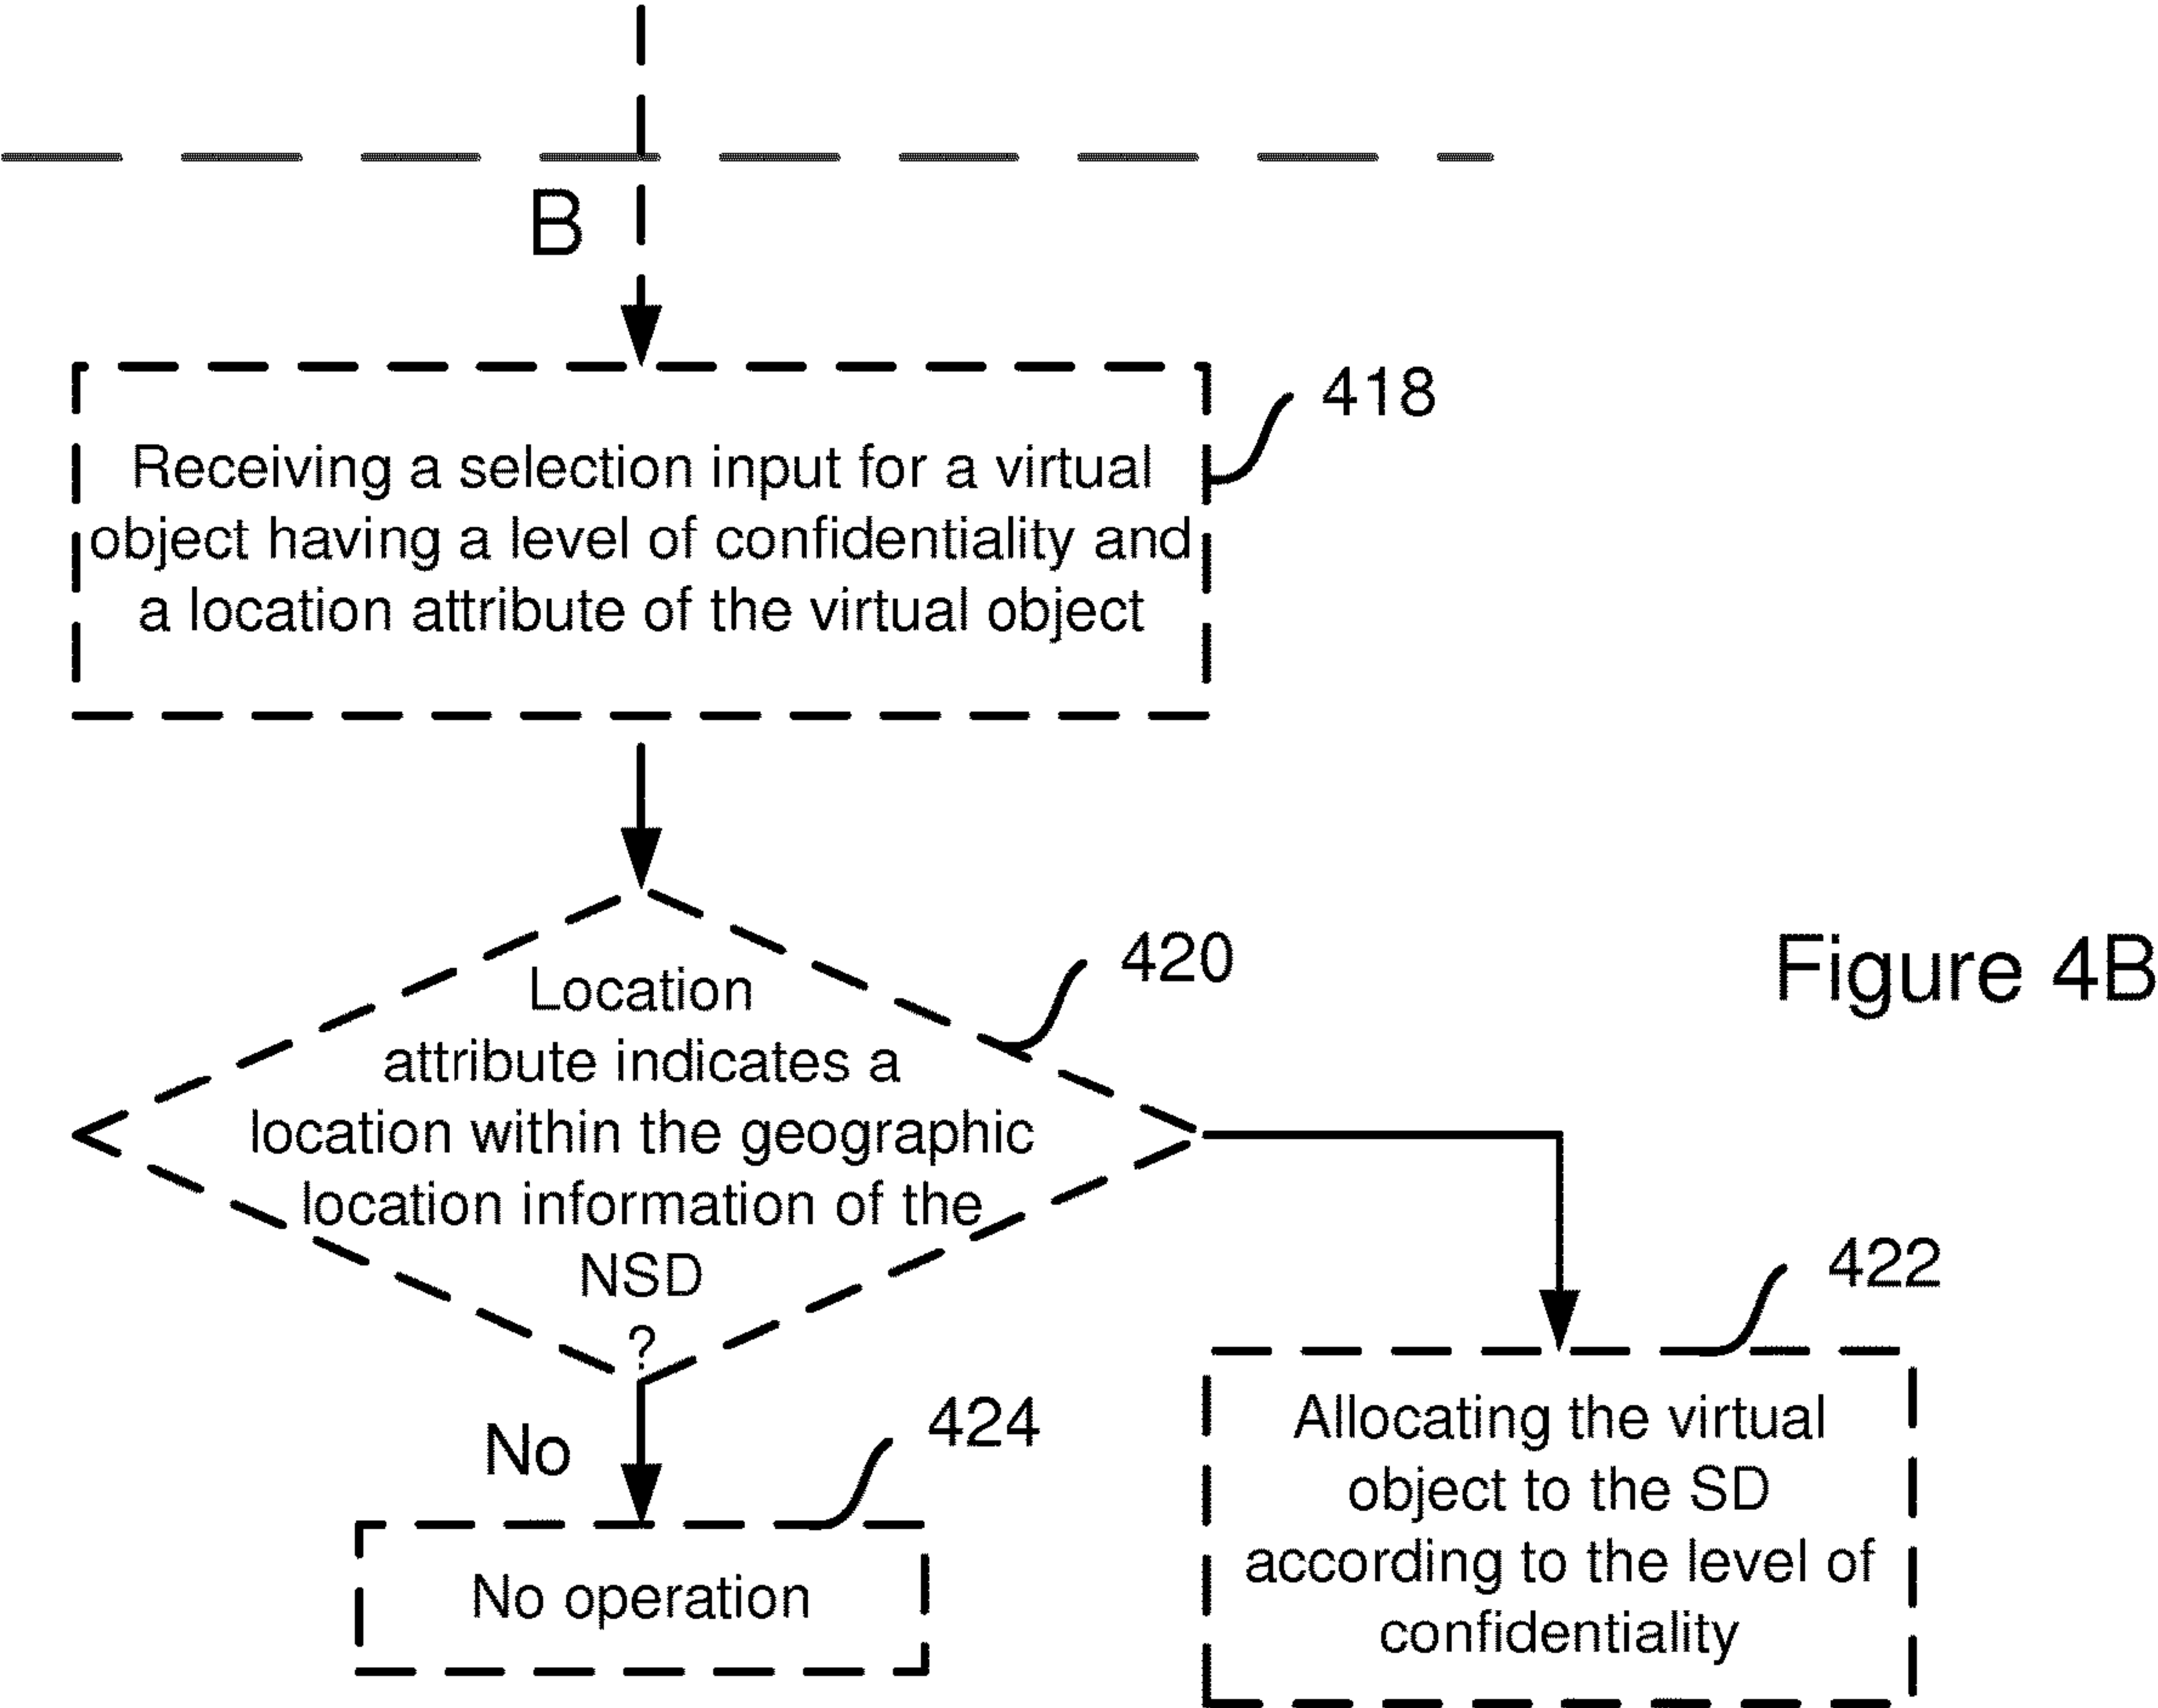 B
418
Receiving a selection input for a virtual
object having a level of confidentiality and
a location attribute of the virtual object
420
Location
attribute indicates a
location within the geographic
location information of the
NSD
?
Figure 4B
422
Allocating the virtual
object to the SD
according to the level of
confidentiality
No
424
No operation